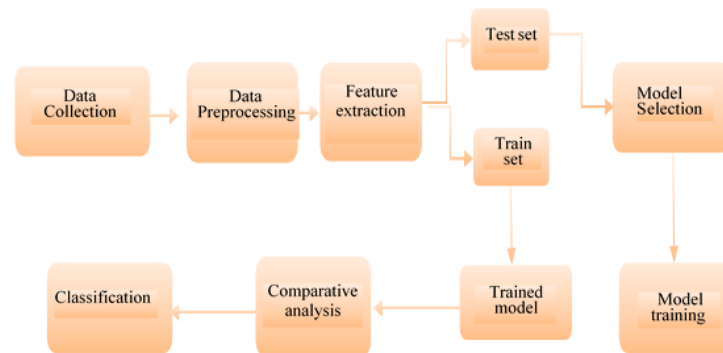 Data
Collection
Data
Preprocessing
Feature
extraction
Test set
Train
set
Model
Selection
Classification
Comparative
analysis
Trained
model
Model
training